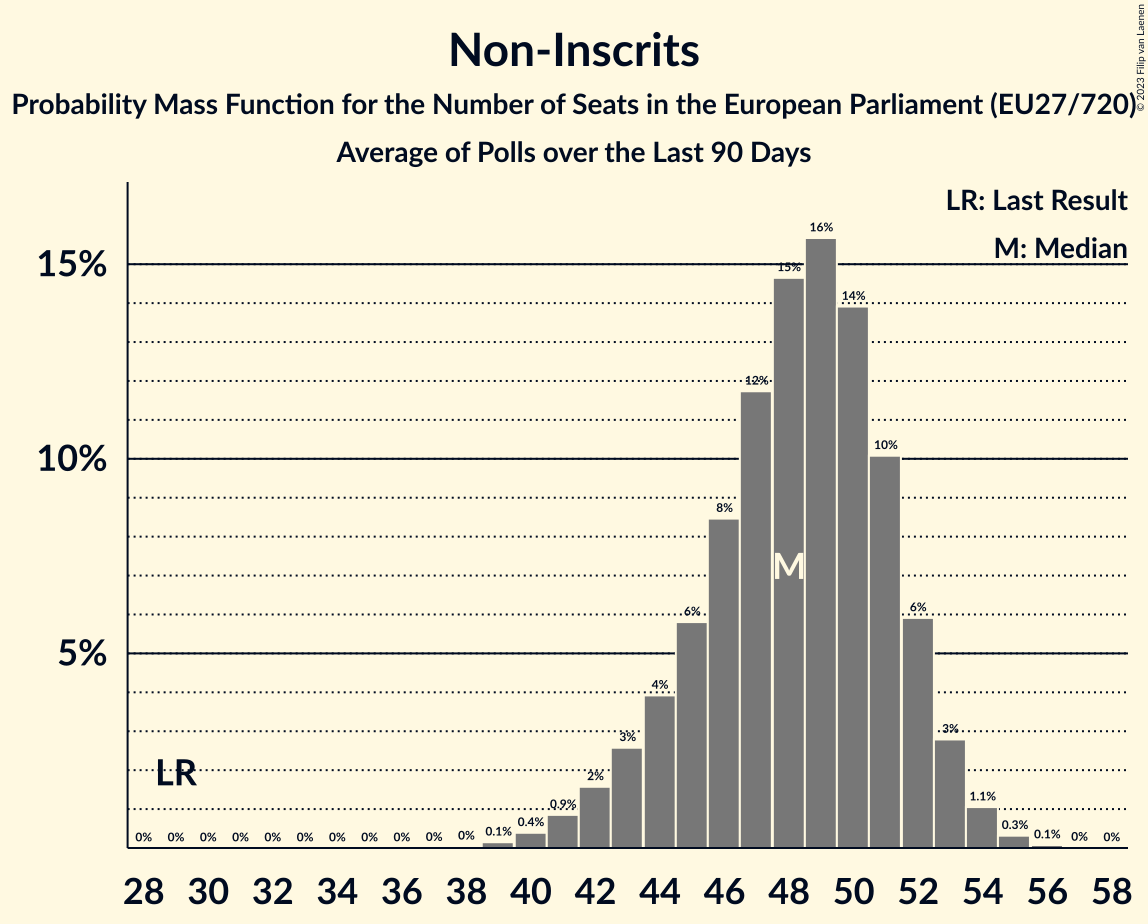 Non-Inscrits
Probability Mass Function for the Number of Seats in the European Parliament (EU27/720)
Average of Polls over the Last 90 Days
© 2023 Filip van Laenen
LR: Last Result
M: Median
15%
10%
5%
0% 0% 0% 0% 0% 0% 0% 0% 0% 0% 0% 0.1% 0.4% 0.9% 2% 3% 4% 6% 8% 12% 15% 16% 14% 10% 6% 3% 1.1% 0.3% 0.1% 0% 0%
LR
M
28 30 32 34 36 38 40 42 44 46 48 50 52 54 56 58